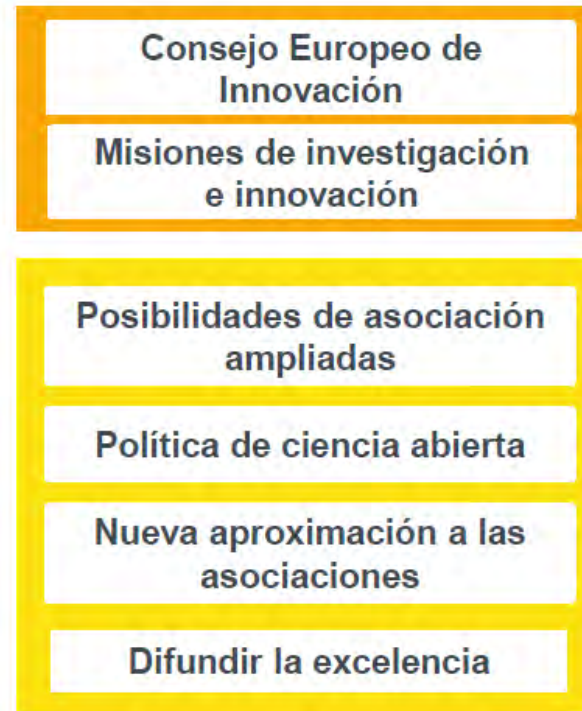 Consejo Europeo de
Innovación
Misiones de investigación
e innovación
Posibilidades de asociación
ampliadas
Política de ciencia abierta
Nueva aproximación a las
asociaciones
Difundir la excelencia